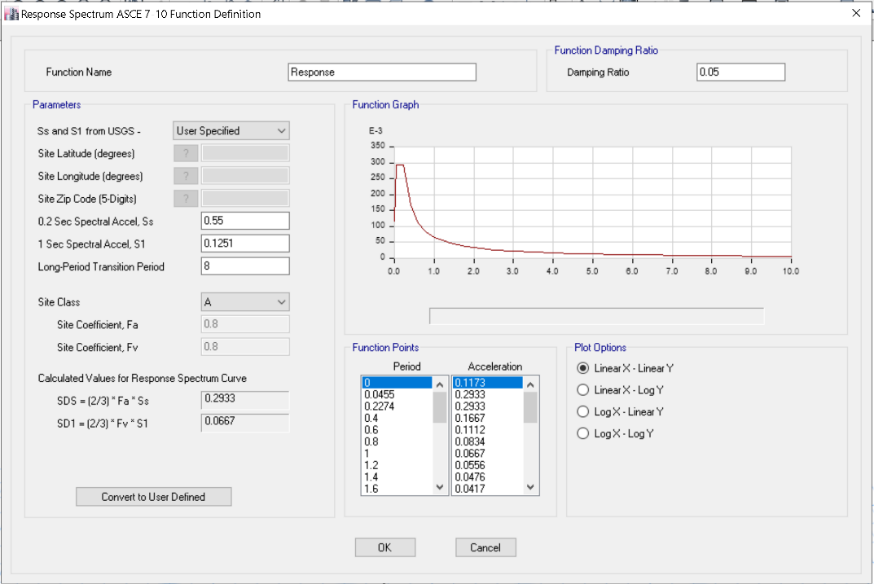 Response Spectrum ASCE 7 10 Function Definition
Function Name
Response
Function Damping Ratio
Damping Ratio
0.05
Parameters
Ss and S1 from USGS -
User Specified
Site Latitude (degrees)
?
Site Longitude (degrees)
?
Site Zip Code (5-Digits)
?
0.2 Sec Spectral Accel, Ss
0.55
1 Sec Spectral Accel, S1
0.1251
Long-Period Transition Period
8
Site Class
A
Site Coefficient, Fa
0.8
Site Coefficient, Fv
0.8
Calculated Values for Response Spectrum Curve
SDS = (2/3) * Fa * Ss
0.2933
SD1 = (2/3) * Fv * S1
0.0667
Convert to User Defined
Function Graph
E-3
350
300
250
200
150
100
50
0
0.0 1.0 2.0 3.0 4.0 5.0 6.0 7.0 8.0 9.0 10.0
Function Points
Period Acceleration
0 0.1173
0.0455 0.2933
0.2274 0.2933
0.4 0.1667
0.6 0.1112
0.8 0.0834
1 0.0667
1.2 0.0556
1.4 0.0476
1.6 0.0417
Plot Options
Linear X - Linear Y
Linear X - Log Y
Log X - Linear Y
Log X - Log Y
OK
Cancel